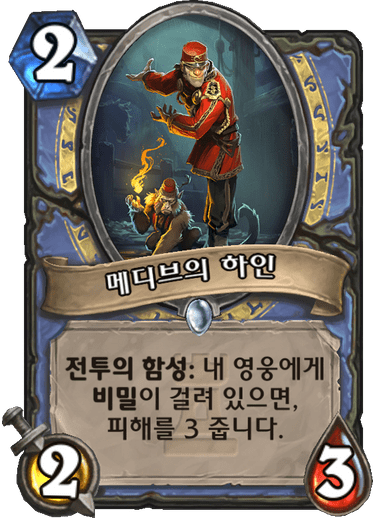 2
메디브의 하인
전투의 함성: 내 영웅에게
비밀이 걸려 있으면,
피해를 3 줍니다.
2
3